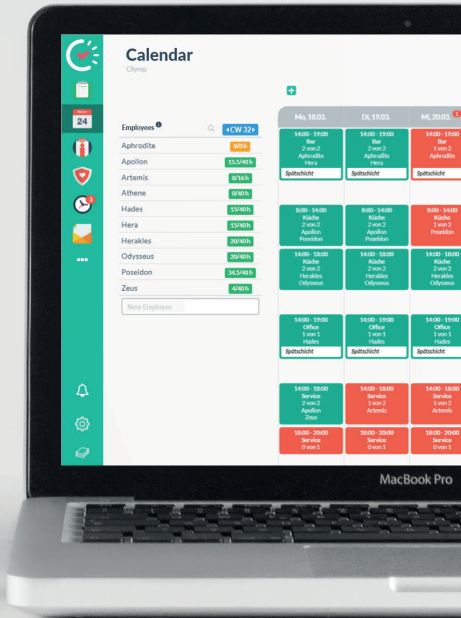 Calendar
Olymp
24
3
Employees
CW 32
Aphrodite 0/0 h
Apollon 15.5/40 h
Artemis 8/16 h
Athene 0/40 h
Hades 15/40 h
Hera 15/40 h
Herakles 20/40 h
Odysseus 20/40 h
Poseidon 34.5/40 h
Zeus 4/40 h
New Employee
Mo, 18.03.
14:00 - 19:00
Bar
2 von 2
Aphrodite
Hera
Spätschicht
8:00 - 14:00
Küche
2 von 2
Apollon
Poseidon
14:00 - 18:00
Küche
2 von 2
Herakles
Odysseus
14:00 - 19:00
Office
1 von 1
Hades
Spätschicht
14:00 - 18:00
Service
2 von 2
Apollon
Zeus
18:00 - 20:00
Service
0 von 1
Di, 19.03.
14:00 - 19:00
Bar
2 von 2
Aphrodite
Hera
Spätschicht
8:00 - 14:00
Küche
2 von 2
Apollon
Poseidon
14:00 - 18:00
Küche
2 von 2
Herakles
Odysseus
14:00 - 19:00
Office
1 von 1
Hades
Spätschicht
14:00 - 18:00
Service
1 von 2
Artemis
18:00 - 20:00
Service
0 von 1
Mi, 20.03.
14:00 - 19:00
Bar
1 von 2
Aphrodite
Spätschicht
8:00 - 14:00
Küche
1 von 2
Poseidon
14:00 - 18:00
Küche
2 von 2
Herakles
Odysseus
14:00 - 19:00
Office
1 von 1
Hades
Spätschicht
14:00 - 18:00
Service
1 von 2
Artemis
18:00 - 20:00
Service
0 von 1
MacBook Pro